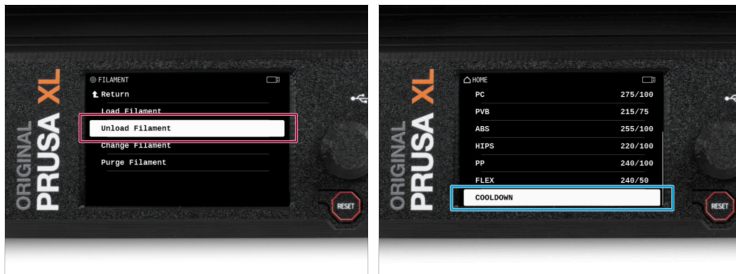 ORIGINAL
PRUSA XL
FILAMENT
Return
Load Filament
Unload Filament
Change Filament
Purge Filament
RESET
ORIGINAL
PRUSA XL
HOME
PC 275/100
PVB 215/75
ABS 255/100
HIPS 220/100
PP 240/100
FLEX 240/50
COOLDOWN
RESET